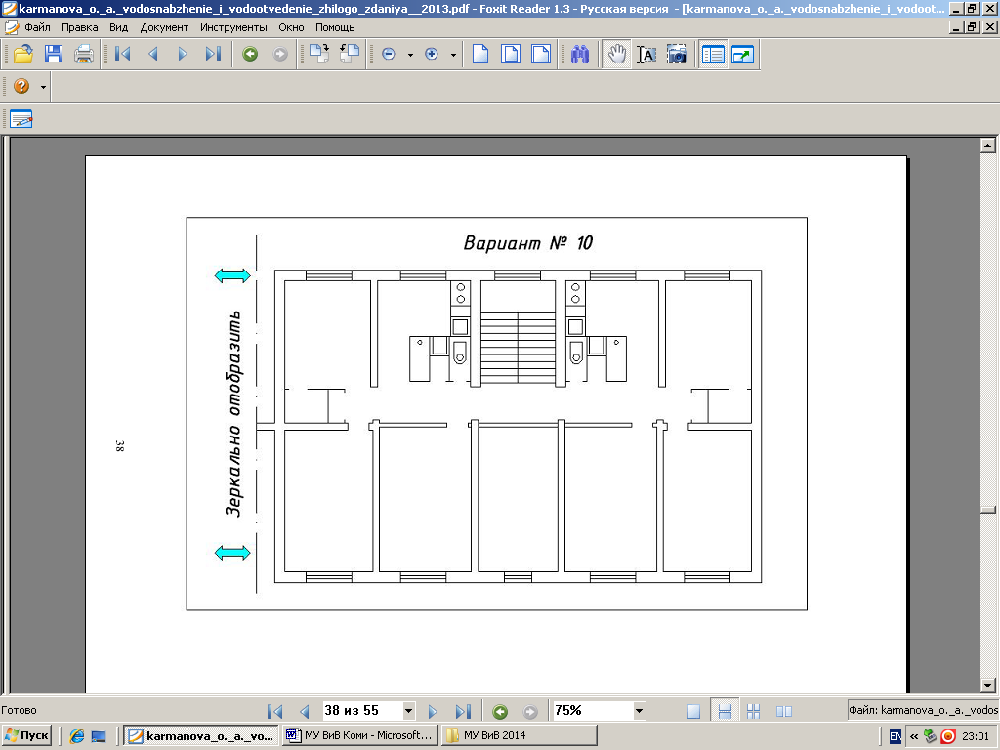 karmanova_o._a._vodosnabzhenie_i_vodootvedenie_zhilogo_zdaniya__2013.pdf - Foxit Reader 1.3 - Русская версия - [karmanova_o._a._vodosnabzhenie_i_vodoot...
Файл Правка Вид Документ Инструменты Окно Помощь
Вариант № 10
Зеркально отобразить
38
Готово
38 из 55
75%
Файл: karmanova_o._a._vodos
Пуск
karmanova_o._a._vo...
МУ ВиВ Коми - Microsoft...
МУ ВиВ 2014
EN
«
23:01